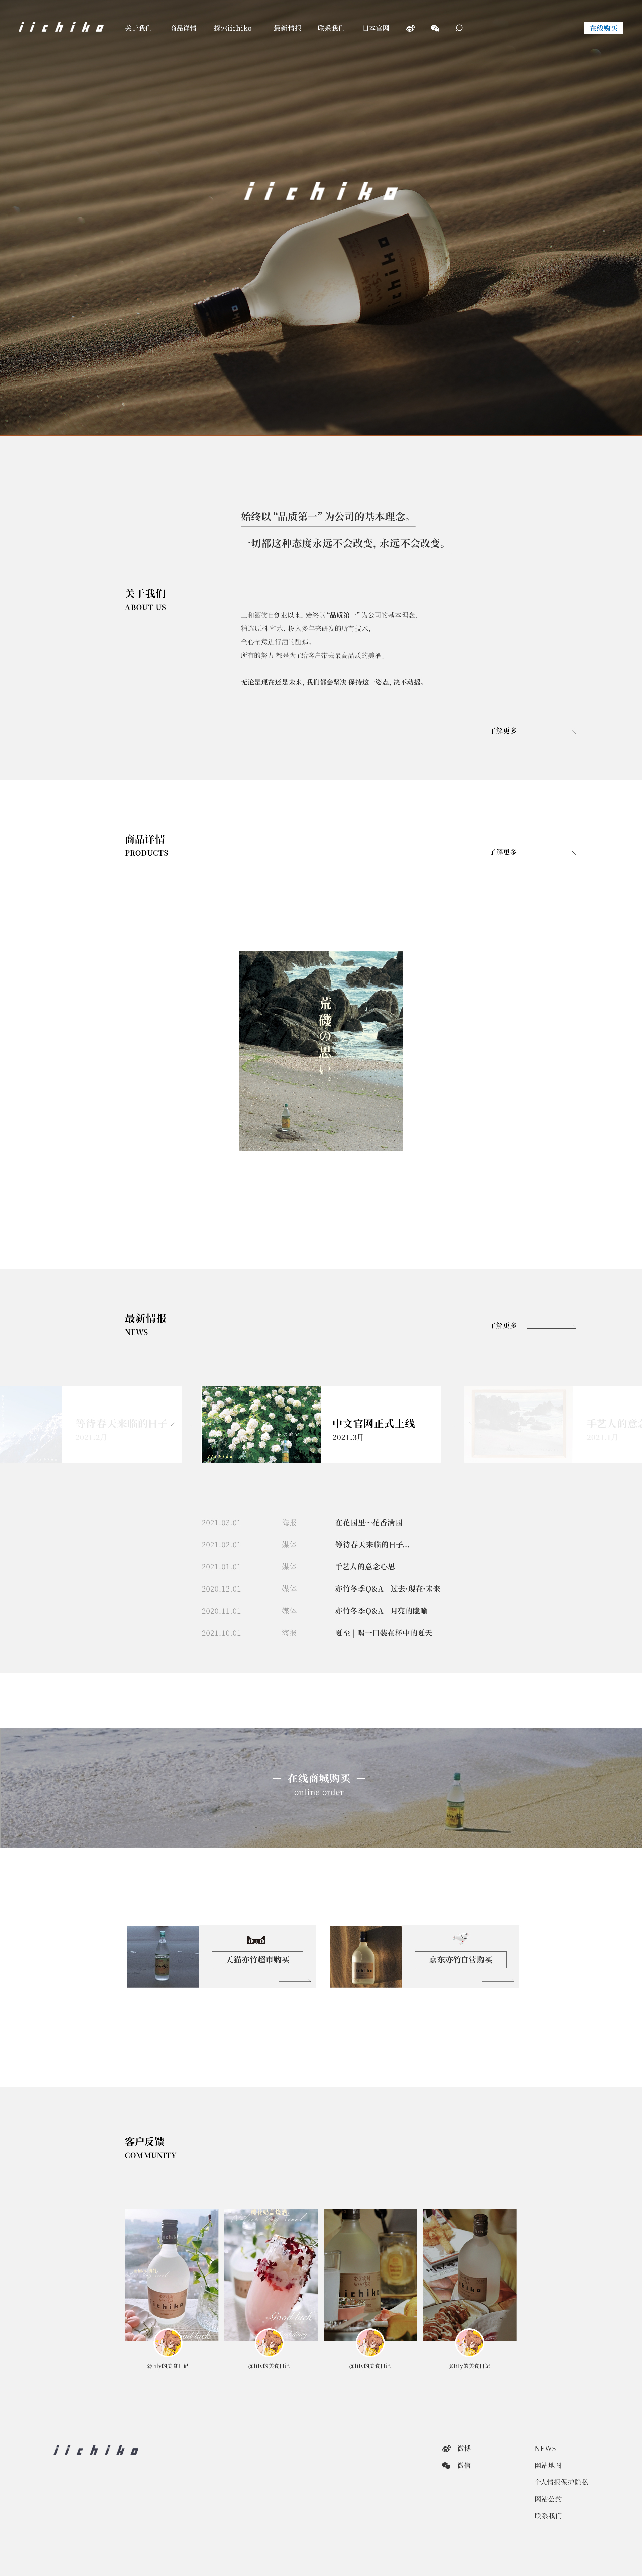 iichiko
关于我们
商品详情
探索iichiko
最新情报
联系我们
日本官网
在线购买
iichiko
iichiko
始终以“品质第一”为公司的基本理念。
一切都这种态度永远不会改变，永远不会改变。
关于我们
ABOUT US
三和酒类自创业以来，始终以“品质第一”为公司的基本理念，
精选原料 和水，投入多年来研发的所有技术，
全心全意进行酒的酿造。
所有的努力 都是为了给客户带去最高品质的美酒。
无论是现在还是未来，我们都会坚决 保持这一姿态，决不动摇。
了解更多
商品详情
PRODUCTS
了解更多
荒磯の思い。
最新情报
NEWS
了解更多
等待春天来临的日子
2021.2月
中文官网正式上线
2021.3月
手艺人的意念
2021.1月
2021.03.01 海报 在花园里～花香满园
2021.02.01 媒体 等待春天来临的日子...
2021.01.01 媒体 手艺人的意念心思
2020.12.01 媒体 亦竹冬季Q&A | 过去·现在·未来
2020.11.01 媒体 亦竹冬季Q&A | 月亮的隐喻
2021.10.01 海报 夏至 | 喝一口装在杯中的夏天
在线商城购买
online order
天猫亦竹超市购买
iichiko
京东亦竹自营购买
客户反馈
COMMUNITY
iichiko
Good luck
iichiko
iichiko
@lily的美食日记
@lily的美食日记
@lily的美食日记
@lily的美食日记
iichiko
微博
微信
NEWS
网站地图
个人情报保护隐私
网站公约
联系我们